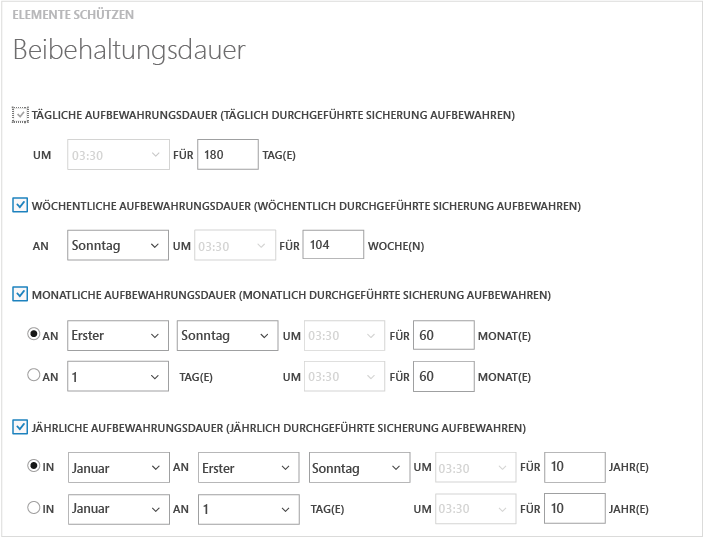 ELEMENTE SCHÜTZEN
Beibehaltungsdauer
TÄGLICHE AUFBEWAHRUNGSDAUER (TÄGLICH DURCHGEFÜHRTE SICHERUNG AUFBEWAHREN)
UM 03:30 FÜR 180 TAG(E)
WÖCHENTLICHE AUFBEWAHRUNGSDAUER (WÖCHENTLICH DURCHGEFÜHRTE SICHERUNG AUFBEWAHREN)
AN Sonntag UM 03:30 FÜR 104 WOCHE(N)
MONATLICHE AUFBEWAHRUNGSDAUER (MONATLICH DURCHGEFÜHRTE SICHERUNG AUFBEWAHREN)
AN Erster Sonntag UM 03:30 FÜR 60 MONAT(E)
AN 1 TAG(E) UM 03:30 FÜR 60 MONAT(E)
JÄHRLICHE AUFBEWAHRUNGSDAUER (JÄHRLICH DURCHGEFÜHRTE SICHERUNG AUFBEWAHREN)
IN Januar AN Erster Sonntag UM 03:30 FÜR 10 JAHR(E)
IN Januar AN 1 TAG(E) UM 03:30 FÜR 10 JAHR(E)